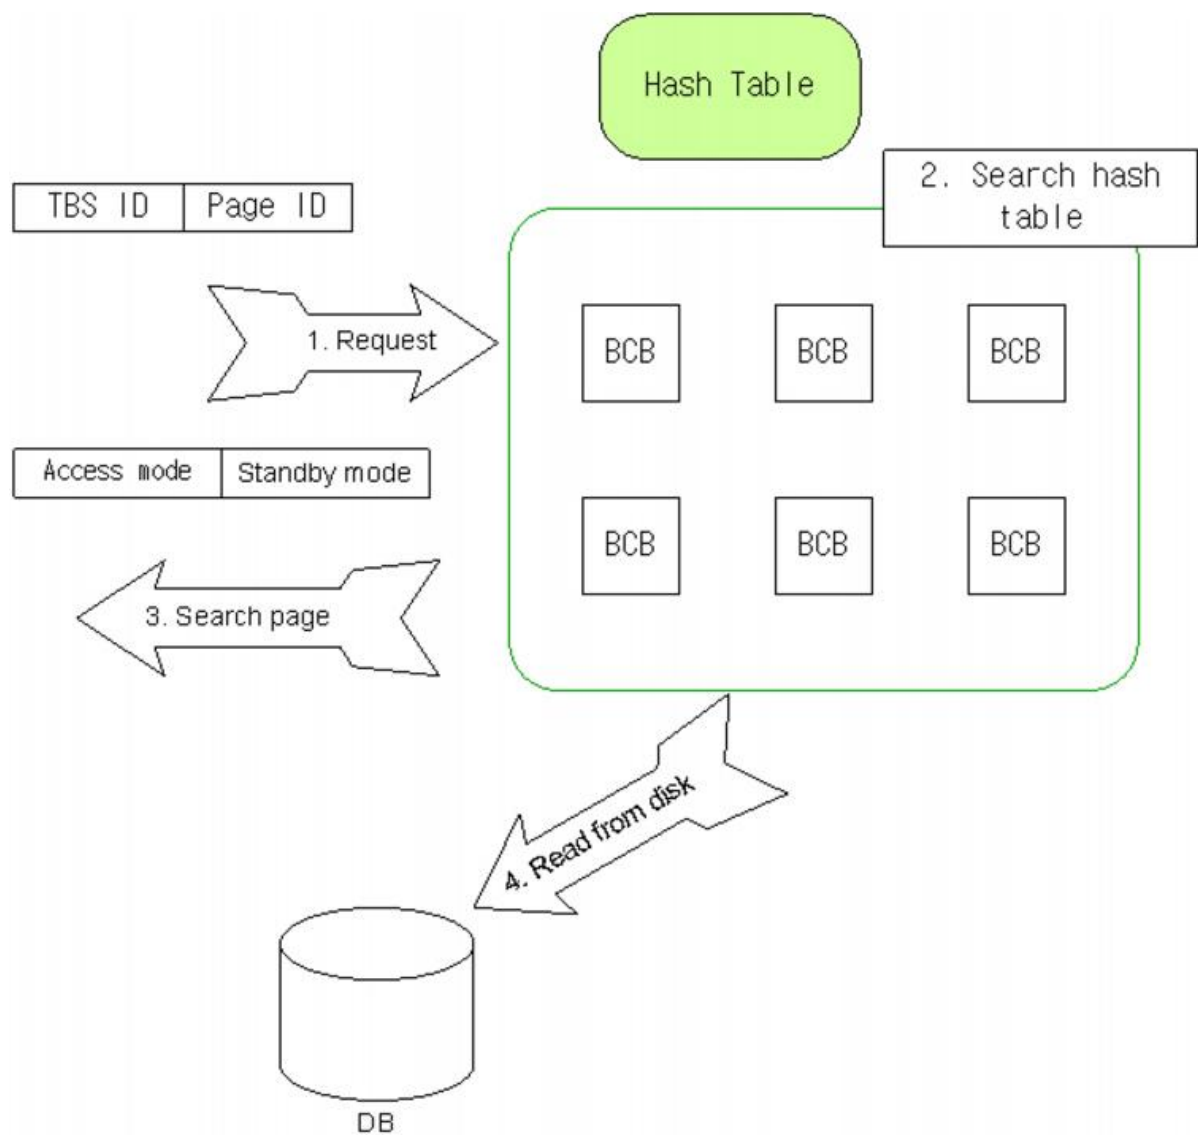 Hash Table
2. Search hash
table
TBS ID
Page ID
1. Request
BCB
BCB
BCB
Access mode
Standby mode
BCB
BCB
BCB
3. Search page
4. Read from disk
DB